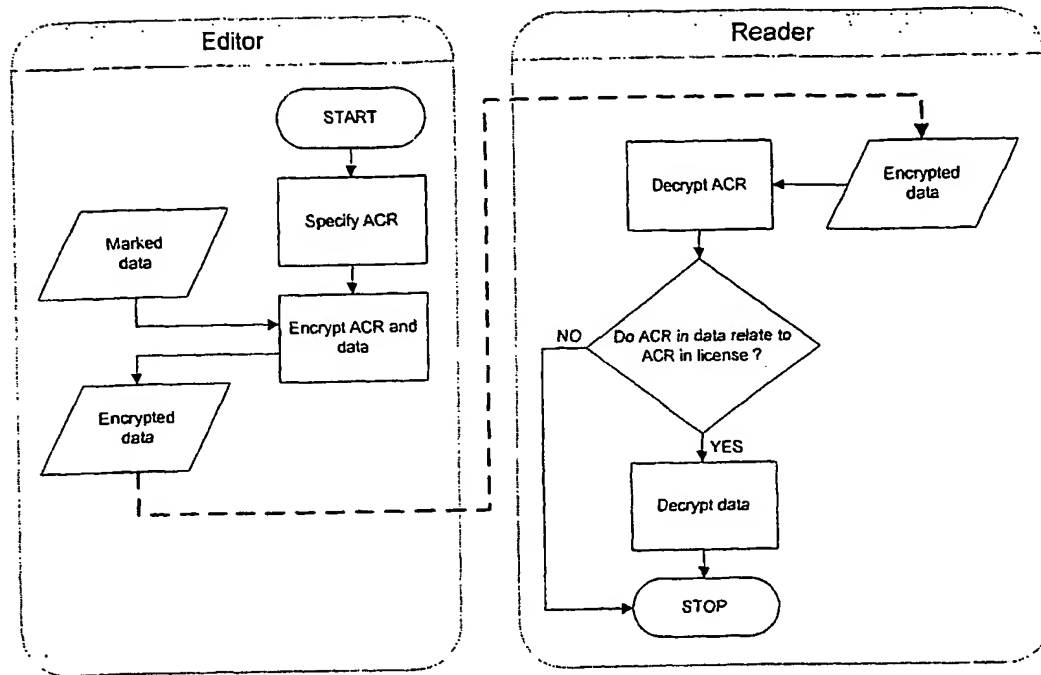 Editor
START
Specify ACR
Marked
data
Encrypt ACR and
data
Encrypted
data
Reader
Encrypted
data
Decrypt ACR
Do ACR in data relate to
ACR in license ?
NO
YES
Decrypt data
STOP